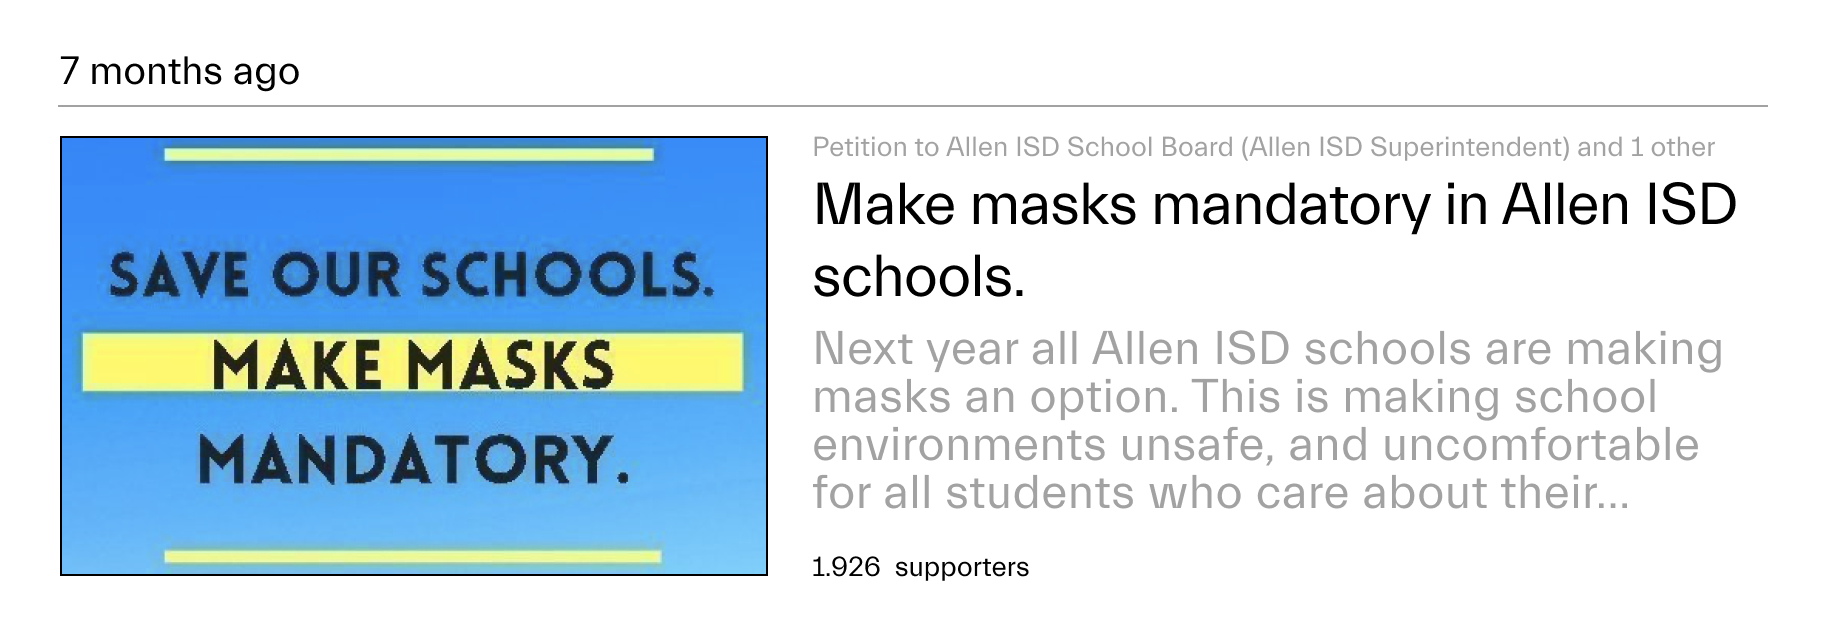 7 months ago
SAVE OUR SCHOOLS.
MAKE MASKS
MANDATORY.
Petition to Allen ISD School Board (Allen ISD Superintendent) and 1 other
Make masks mandatory in Allen ISD
schools.
Next year all Allen ISD schools are making
masks an option. This is making school
environments unsafe, and uncomfortable
for all students who care about their...
1.926 supporters